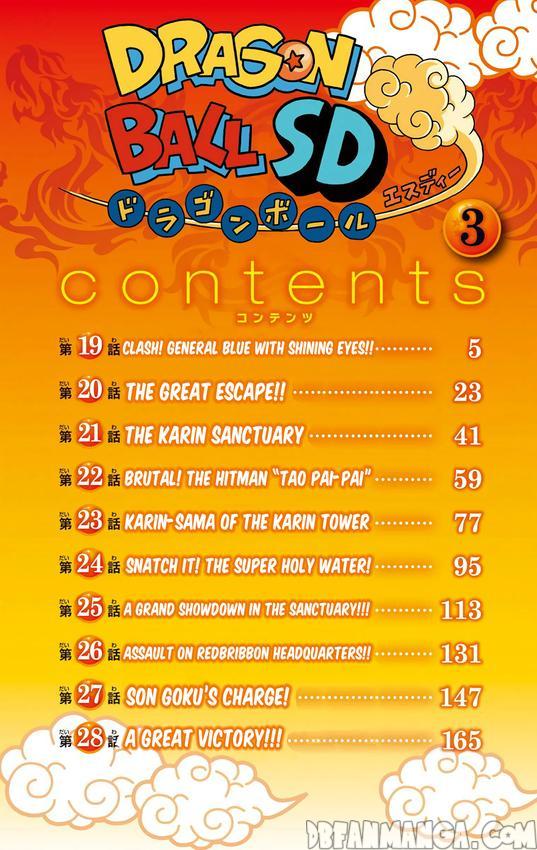 DRAGON
BALL SD
ドラゴンボール エスディー
3
contents
コンテンツ
第19話 CLASH! GENERAL BLUE WITH SHINING EYES!! 5
第20話 THE GREAT ESCAPE!! 23
第21話 THE KARIN SANCTUARY 41
第22話 BRUTAL! THE HITMAN "TAO PAI-PAI" 59
第23話 KARIN-SAMA OF THE KARIN TOWER 77
第24話 SNATCH IT! THE SUPER HOLY WATER! 95
第25話 A GRAND SHOWDOWN IN THE SANCTUARY!!! 113
第26話 ASSAULT ON REDBRIBBON HEADQUARTERS!! 131
第27話 SON GOKU'S CHARGE! 147
第28話 A GREAT VICTORY!!! 165
DBFANMANGA.COM